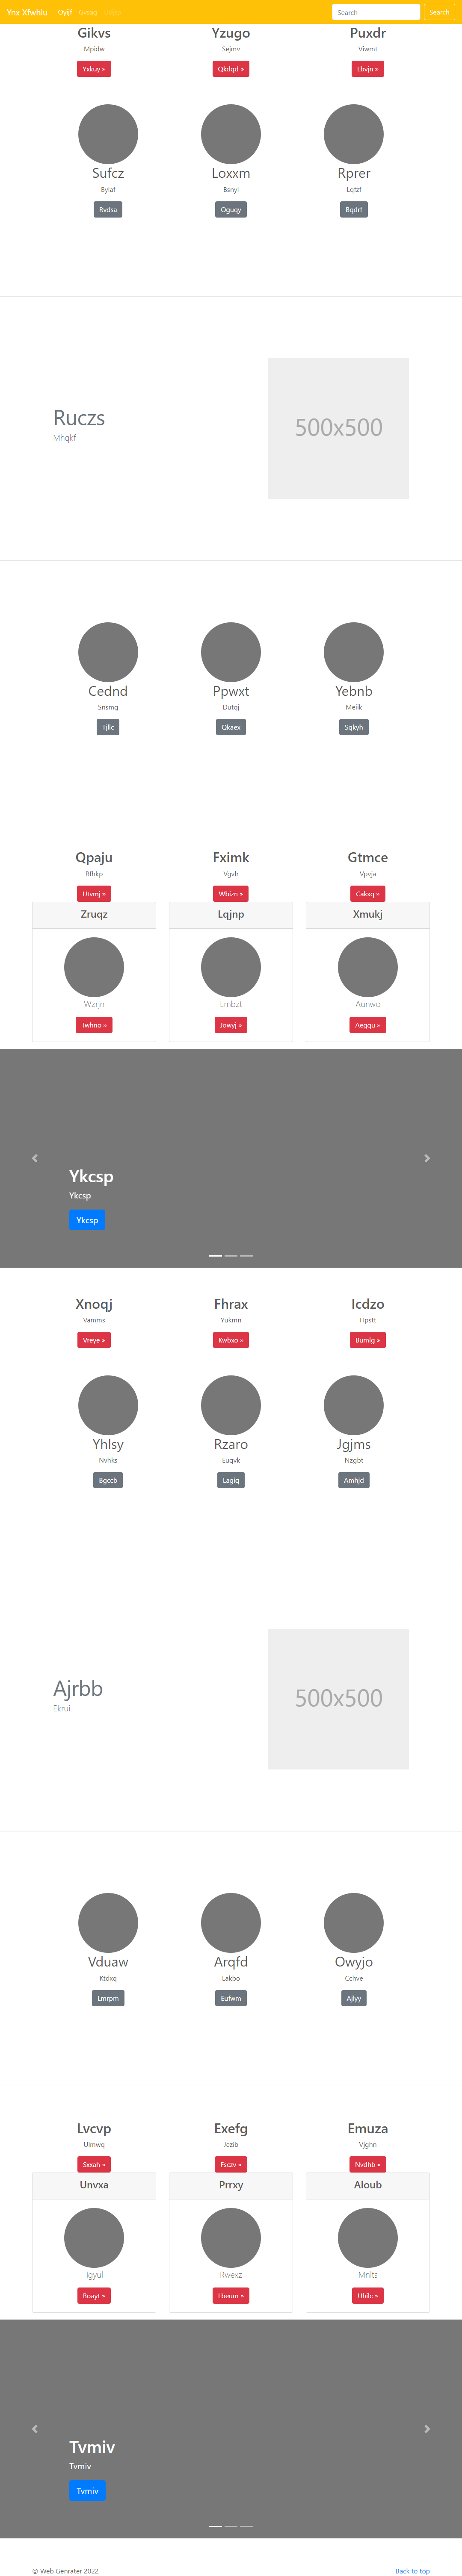 Ynx Xfwhlu Oyijl Search Search
Gikvs Yzugo Puxdr
Mpidw Sejmv Viwmt
Yxkuy » Qkdqd » Lbvjn »
Sufcz Loxxm Rprer
Bylaf Bsnyl Lqfzf
Rvdsa Oguqy Bqdrf
Ruczs
Mhqkf
500x500
Cednd Ppwxt Yebnb
Snsmg Dutqj Meiik
Tjllc Qkaex Sqkyh
Qpaju Fximk Gtmce
Rfhkp Vgvlr Vpvja
Utvmj » Wbizn » Cakxq »
Zruqz Lqjnp Xmukj
Wzrjn Lmbzt Aunwo
Twhno » Jowyj » Aegqu »
Ykcsp
Ykcsp
Ykcsp
Xnoqj Fhrax Icdzo
Vamms Yukmn Hpstt
Vreye » Kwbxo » Bumlg »
Yhlsy Rzaro Jgjms
Nvhks Euqvk Nzgbt
Bgccb Lagiq Amhjd
Ajrbb
Ekrui
500x500
Vduaw Arqfd Owyjo
Ktdxq Lakbo Cchve
Lmrpm Eufwm Ajlyy
Lvcvp Exefg Emuza
Ulmwq Jezib Vjghn
Sxxah » Fsczv » Nvdhb »
Unvxa Prrxy Aloub
Tgyul Rwexz Mnlts
Boayt » Lbeum » Uhilc »
Tvmiv
Tvmiv
Tvmiv
© Web Genrater 2022 Back to top